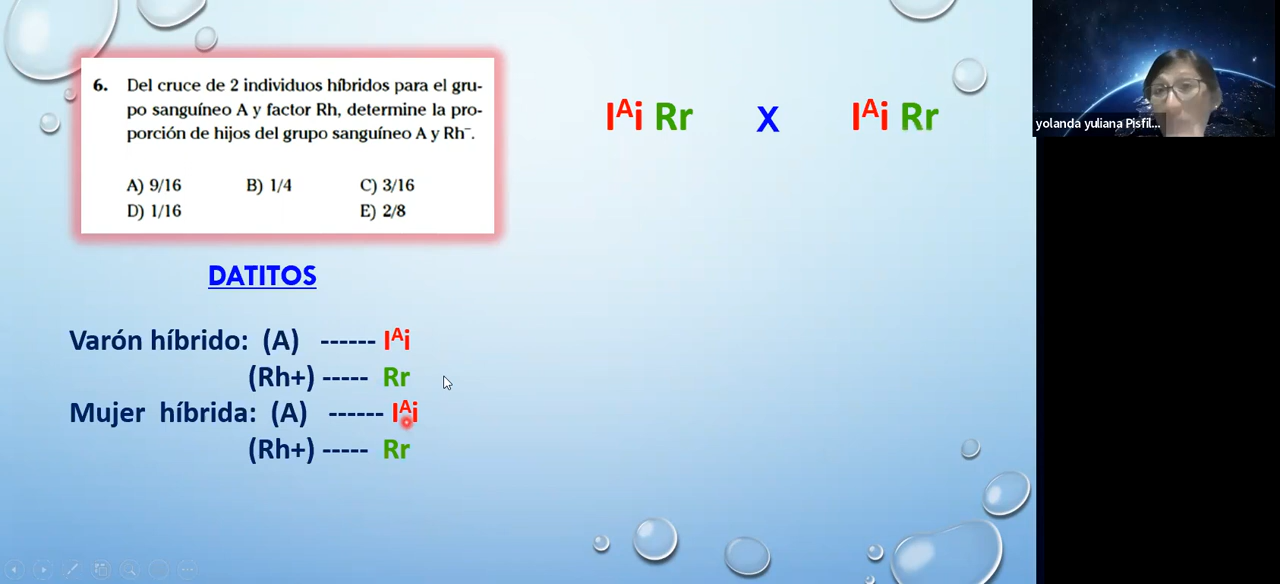 6. Del cruce de 2 individuos híbridos para el gru-
po sanguíneo A y factor Rh, determine la pro-
porción de hijos del grupo sanguíneo A y Rh⁻.
A) 9/16 B) 1/4 C) 3/16
D) 1/16 E) 2/8
DATITOS
Varón híbrido: (A) ------ Iᴬi
(Rh+) ----- Rr
Mujer híbrida: (A) ------ Iᴬi
(Rh+) ----- Rr
Iᴬi Rr X Iᴬi Rr
yolanda yuliana Pisfil...